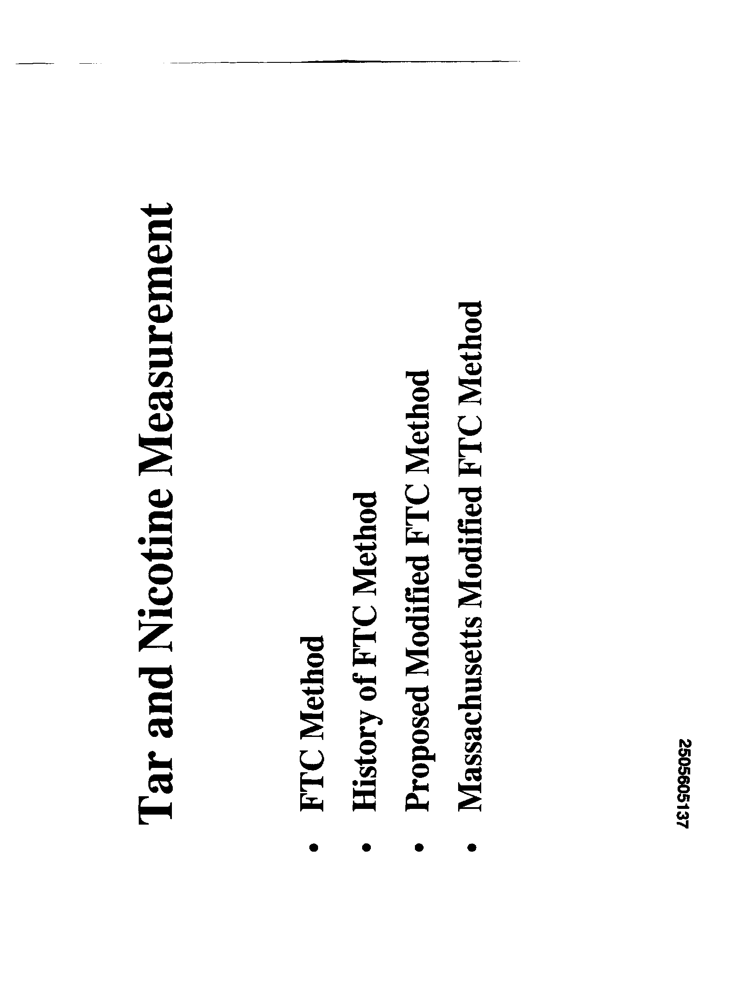 Tar and Nicotine Measurement
• FTC Method
• History of FTC Method
• Proposed Modified FTC Method
• Massachusetts Modified FTC Method
2505605137